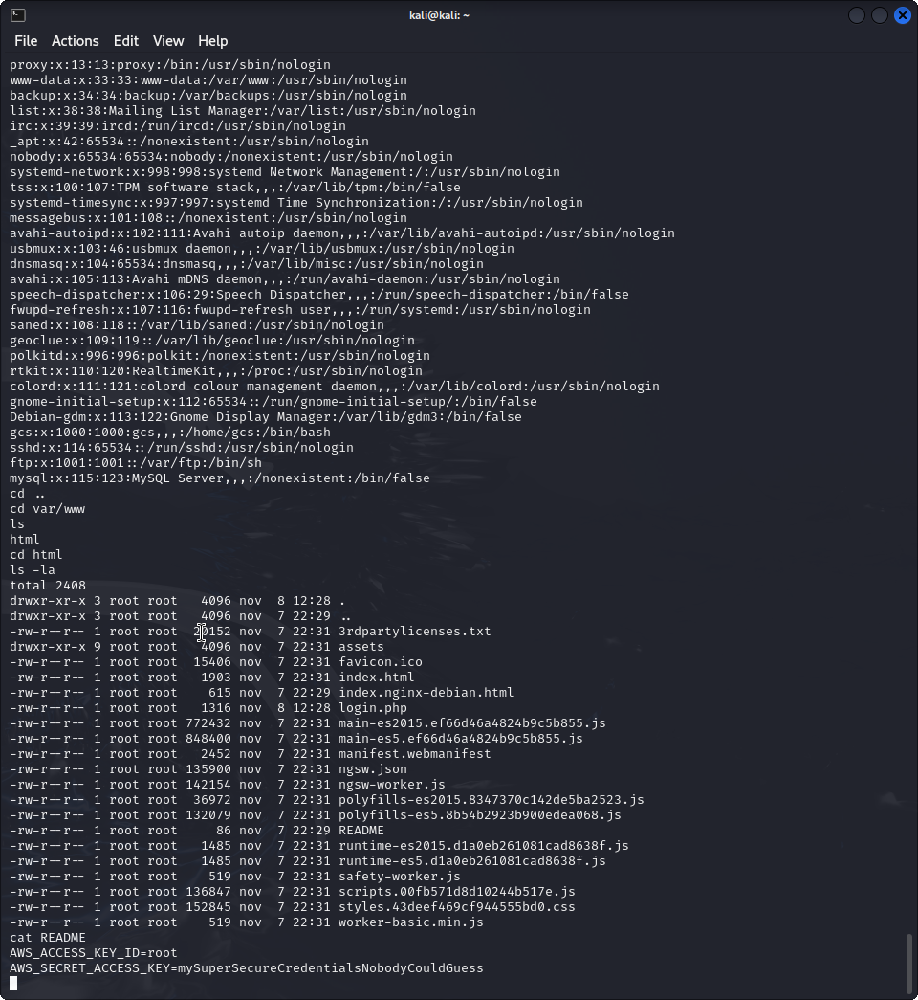 kali@kali: ~
File Actions Edit View Help
proxy:x:13:13:proxy:/bin:/usr/sbin/nologin
www-data:x:33:33:www-data:/var/www:/usr/sbin/nologin
backup:x:34:34:backup:/var/backups:/usr/sbin/nologin
list:x:38:38:Mailing List Manager:/var/list:/usr/sbin/nologin
irc:x:39:39:ircd:/run/ircd:/usr/sbin/nologin
_apt:x:42:65534::/nonexistent:/usr/sbin/nologin
nobody:x:65534:65534:nobody:/nonexistent:/usr/sbin/nologin
systemd-network:x:998:998:systemd Network Management:/:/usr/sbin/nologin
tss:x:100:107:TPM software stack,,,:/var/lib/tpm:/bin/false
systemd-timesync:x:997:997:systemd Time Synchronization:/:/usr/sbin/nologin
messagebus:x:101:108::/nonexistent:/usr/sbin/nologin
avahi-autoipd:x:102:111:Avahi autoip daemon,,,:/var/lib/avahi-autoipd:/usr/sbin/nologin
usbmux:x:103:46:usbmux daemon,,,:/var/lib/usbmux:/usr/sbin/nologin
dnsmasq:x:104:65534:dnsmasq,,,:/var/lib/misc:/usr/sbin/nologin
avahi:x:105:113:Avahi mDNS daemon,,,:/run/avahi-daemon:/usr/sbin/nologin
speech-dispatcher:x:106:29:Speech Dispatcher,,,:/run/speech-dispatcher:/bin/false
fwupd-refresh:x:107:116:fwupd-refresh user,,,:/run/systemd:/usr/sbin/nologin
saned:x:108:118::/var/lib/saned:/usr/sbin/nologin
geoclue:x:109:119::/var/lib/geoclue:/usr/sbin/nologin
polkitd:x:996:996:polkit:/nonexistent:/usr/sbin/nologin
rtkit:x:110:120:RealtimeKit,,,:/proc:/usr/sbin/nologin
colord:x:111:121:colord colour management daemon,,,:/var/lib/colord:/usr/sbin/nologin
gnome-initial-setup:x:112:65534::/run/gnome-initial-setup/:/bin/false
Debian-gdm:x:113:122:Gnome Display Manager:/var/lib/gdm3:/bin/false
gcs:x:1000:1000:gcs,,,:/home/gcs:/bin/bash
sshd:x:114:65534::/run/sshd:/usr/sbin/nologin
ftp:x:1001:1001::/var/ftp:/bin/sh
mysql:x:115:123:MySQL Server,,,:/nonexistent:/bin/false
cd ..
cd var/www
ls
html
cd html
ls -la
total 2408
drwxr-xr-x 3 root root   4096 nov  8 12:28 .
drwxr-xr-x 3 root root   4096 nov  7 22:29 ..
-rw-r--r-- 1 root root  20152 nov  7 22:31 3rdpartylicenses.txt
drwxr-xr-x 9 root root   4096 nov  7 22:31 assets
-rw-r--r-- 1 root root  15406 nov  7 22:31 favicon.ico
-rw-r--r-- 1 root root   1903 nov  7 22:31 index.html
-rw-r--r-- 1 root root    615 nov  7 22:29 index.nginx-debian.html
-rw-r--r-- 1 root root   1316 nov  8 12:28 login.php
-rw-r--r-- 1 root root 772432 nov  7 22:31 main-es2015.ef66d46a4824b9c5b855.js
-rw-r--r-- 1 root root 848400 nov  7 22:31 main-es5.ef66d46a4824b9c5b855.js
-rw-r--r-- 1 root root   2452 nov  7 22:31 manifest.webmanifest
-rw-r--r-- 1 root root 135900 nov  7 22:31 ngsw.json
-rw-r--r-- 1 root root 142154 nov  7 22:31 ngsw-worker.js
-rw-r--r-- 1 root root  36972 nov  7 22:31 polyfills-es2015.8347370c142de5ba2523.js
-rw-r--r-- 1 root root 132079 nov  7 22:31 polyfills-es5.8b54b2923b900edea068.js
-rw-r--r-- 1 root root     86 nov  7 22:29 README
-rw-r--r-- 1 root root   1485 nov  7 22:31 runtime-es2015.d1a0eb261081cad8638f.js
-rw-r--r-- 1 root root   1485 nov  7 22:31 runtime-es5.d1a0eb261081cad8638f.js
-rw-r--r-- 1 root root    519 nov  7 22:31 safety-worker.js
-rw-r--r-- 1 root root 136847 nov  7 22:31 scripts.00fb571d8d10244b517e.js
-rw-r--r-- 1 root root 152845 nov  7 22:31 styles.43deef469cf944555bd0.css
-rw-r--r-- 1 root root    519 nov  7 22:31 worker-basic.min.js
cat README
AWS_ACCESS_KEY_ID=root
AWS_SECRET_ACCESS_KEY=mySuperSecureCredentialsNobodyCouldGuess